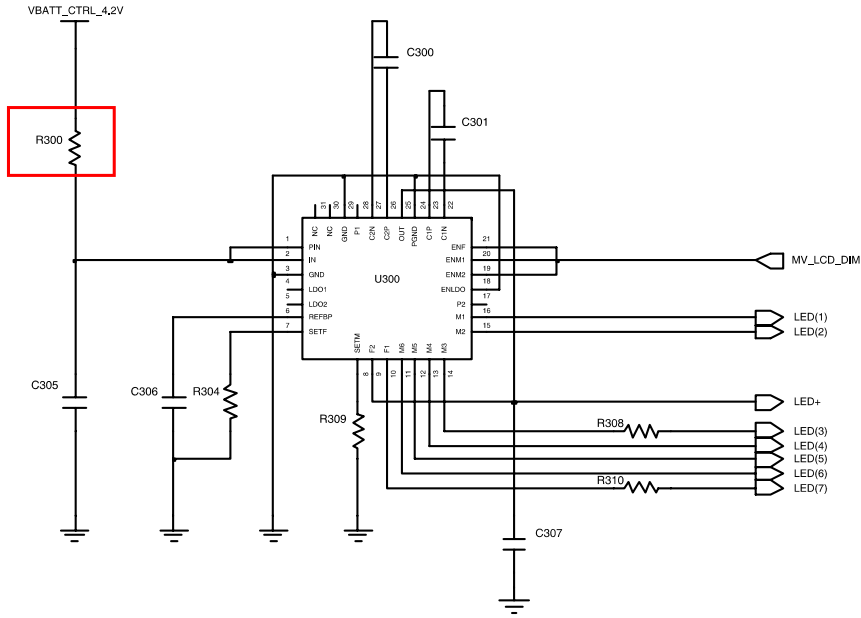 VBATT_CTRL_4.2V
C300
C301
R300
31 30 29 28 27 26 25 24 23 22
NC NC GND P1 C2N C2P OUT PGND C1P C1N
1 PIN ENF 21
2 IN ENM1 20 MV_LCD_DIM
3 GND ENM2 19
U300
4 LDO1 ENLDO 18
5 LDO2 P2 17
6 REFBP M1 16 LED(1)
7 SETF M2 15 LED(2)
SETM F2 F1 M6 M5 M4 M3
8 9 10 11 12 13 14
C305
C306
R304
LED+
R309
R308
LED(3)
LED(4)
LED(5)
LED(6)
R310
LED(7)
C307